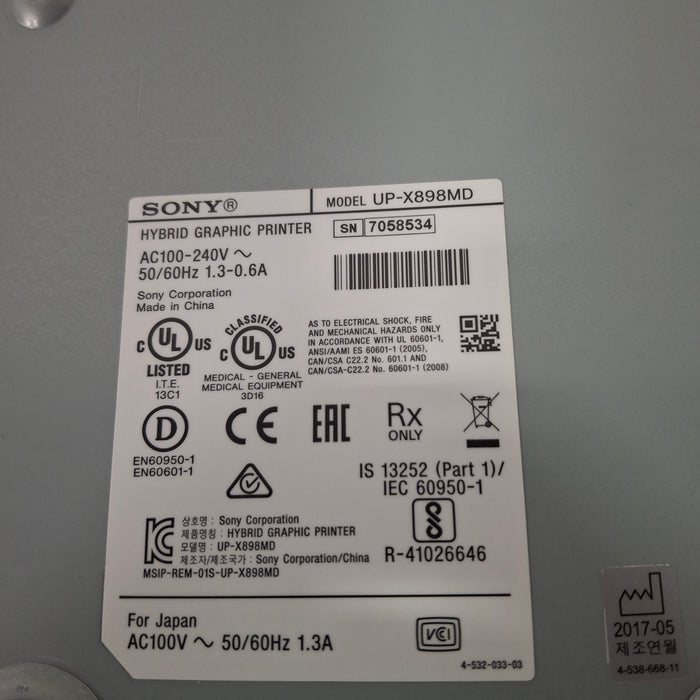 SONY®
MODEL UP-X898MD
HYBRID GRAPHIC PRINTER
SN 7058534
AC100-240V ~
50/60Hz 1.3-0.6A
Sony Corporation
Made in China
C UL US
LISTED
I.T.E.
13C1
CLASSIFIED
C UL US
MEDICAL - GENERAL
MEDICAL EQUIPMENT
3D16
AS TO ELECTRICAL SHOCK, FIRE
AND MECHANICAL HAZARDS ONLY
IN ACCORDANCE WITH UL 60601-1,
ANSI/AAMI ES 60601-1 (2005),
CAN/CSA-C22.2 No. 601.1 AND
CAN/CSA-C22.2 No. 60601-1 (2008)
D
EN60950-1
EN60601-1
CE
EAC
Rx
ONLY
IS 13252 (Part 1)/
IEC 60950-1
R-41026646
상호명 : Sony Corporation
제품명칭 : HYBRID GRAPHIC PRINTER
모델명 : UP-X898MD
제조자/제조국가 : Sony Corporation/China
MSIP-REM-01S-UP-X898MD
For Japan
AC100V ~ 50/60Hz 1.3A
VCI
4-532-033-03
2017-05
제조연월
4-538-668-11